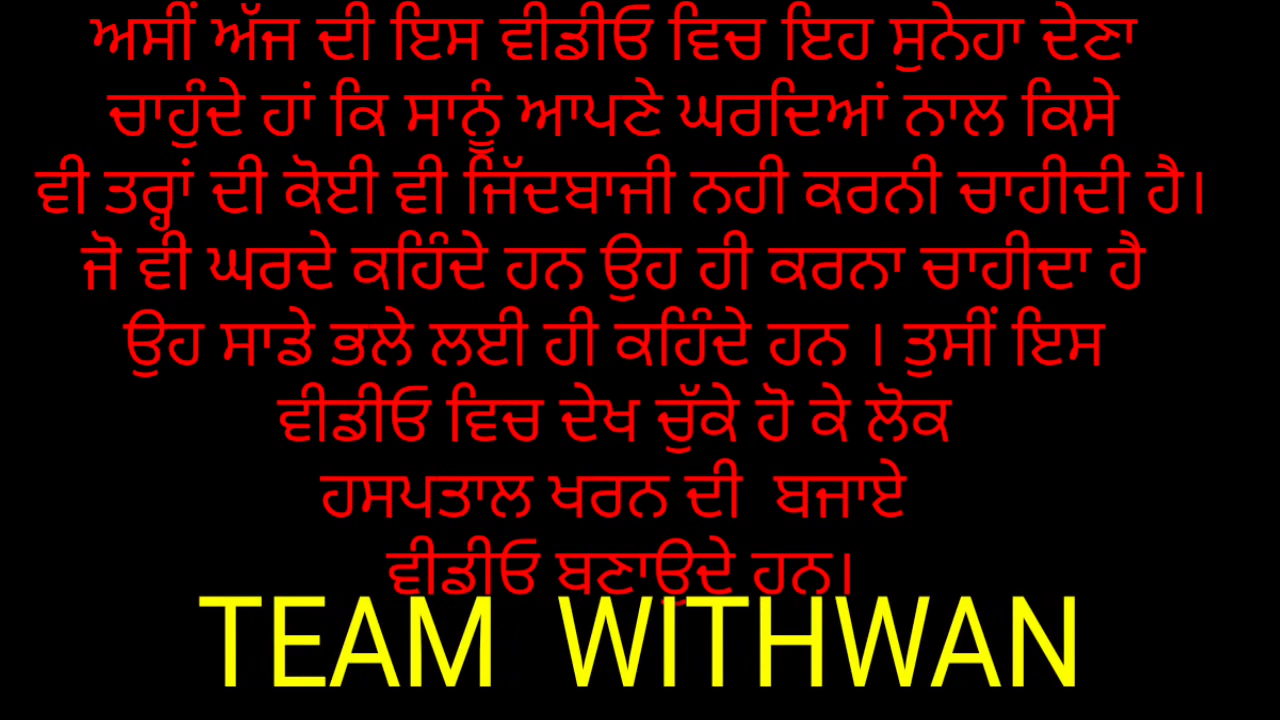 ਅਸੀਂ ਅੱਜ ਦੀ ਇਸ ਵੀਡੀਓ ਵਿਚ ਇਹ ਸੁਨੇਹਾ ਦੇਣਾ
ਚਾਹੁੰਦੇ ਹਾਂ ਕਿ ਸਾਨੂੰ ਆਪਣੇ ਘਰਦਿਆਂ ਨਾਲ ਕਿਸੇ
ਵੀ ਤਰ੍ਹਾਂ ਦੀ ਕੋਈ ਵੀ ਜਿੱਦਬਾਜੀ ਨਹੀ ਕਰਨੀ ਚਾਹੀਦੀ ਹੈ।
ਜੋ ਵੀ ਘਰਦੇ ਕਹਿੰਦੇ ਹਨ ਉਹ ਹੀ ਕਰਨਾ ਚਾਹੀਦਾ ਹੈ
ਉਹ ਸਾਡੇ ਭਲੇ ਲਈ ਹੀ ਕਹਿੰਦੇ ਹਨ । ਤੁਸੀਂ ਇਸ
ਵੀਡੀਓ ਵਿਚ ਦੇਖ ਚੁੱਕੇ ਹੋ ਕੇ ਲੋਕ
ਹਸਪਤਾਲ ਖਰਨ ਦੀ  ਬਜਾਏ
ਵੀਡੀਓ ਬਣਾਉਦੇ ਹਨ।
TEAM  WITHWAN